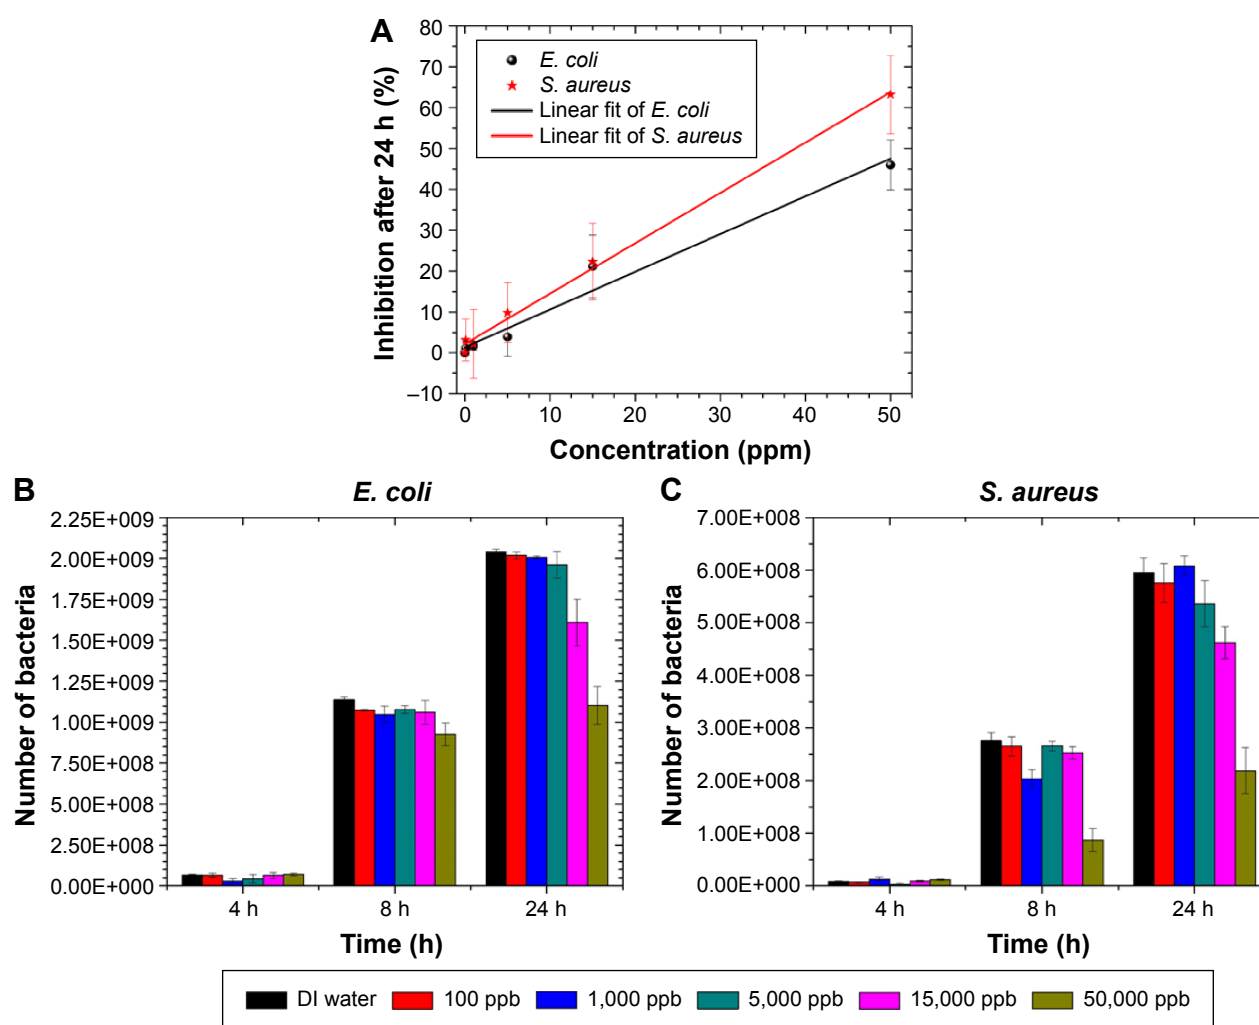 A
Inhibition after 24 h (%)
80
70
60
50
40
30
20
10
0
–10
E. coli
S. aureus
Linear fit of E. coli
Linear fit of S. aureus
0 10 20 30 40 50
Concentration (ppm)
B
E. coli
Number of bacteria
2.25E+009
2.00E+009
1.75E+009
1.50E+009
1.25E+009
1.00E+009
7.50E+008
5.00E+008
2.50E+008
0.00E+000
4 h 8 h 24 h
Time (h)
C
S. aureus
Number of bacteria
7.00E+008
6.00E+008
5.00E+008
4.00E+008
3.00E+008
2.00E+008
1.00E+008
0.00E+000
4 h 8 h 24 h
Time (h)
DI water 100 ppb 1,000 ppb 5,000 ppb 15,000 ppb 50,000 ppb